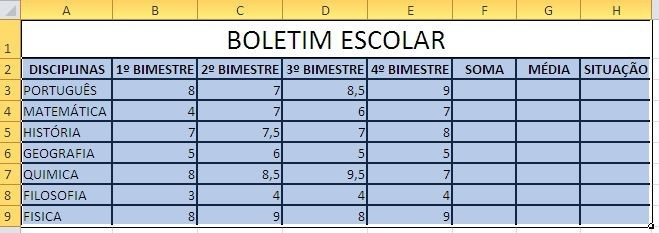 A B C D E F G H
1 BOLETIM ESCOLAR
2 DISCIPLINAS 1º BIMESTRE 2º BIMESTRE 3º BIMESTRE 4º BIMESTRE SOMA MÉDIA SITUAÇÃO
3 PORTUGUÊS 8 7 8,5 9
4 MATEMÁTICA 4 7 6 7
5 HISTÓRIA 7 7,5 7 8
6 GEOGRAFIA 5 6 5 5
7 QUIMICA 8 8,5 9,5 7
8 FILOSOFIA 3 4 4 4
9 FISICA 8 9 8 9